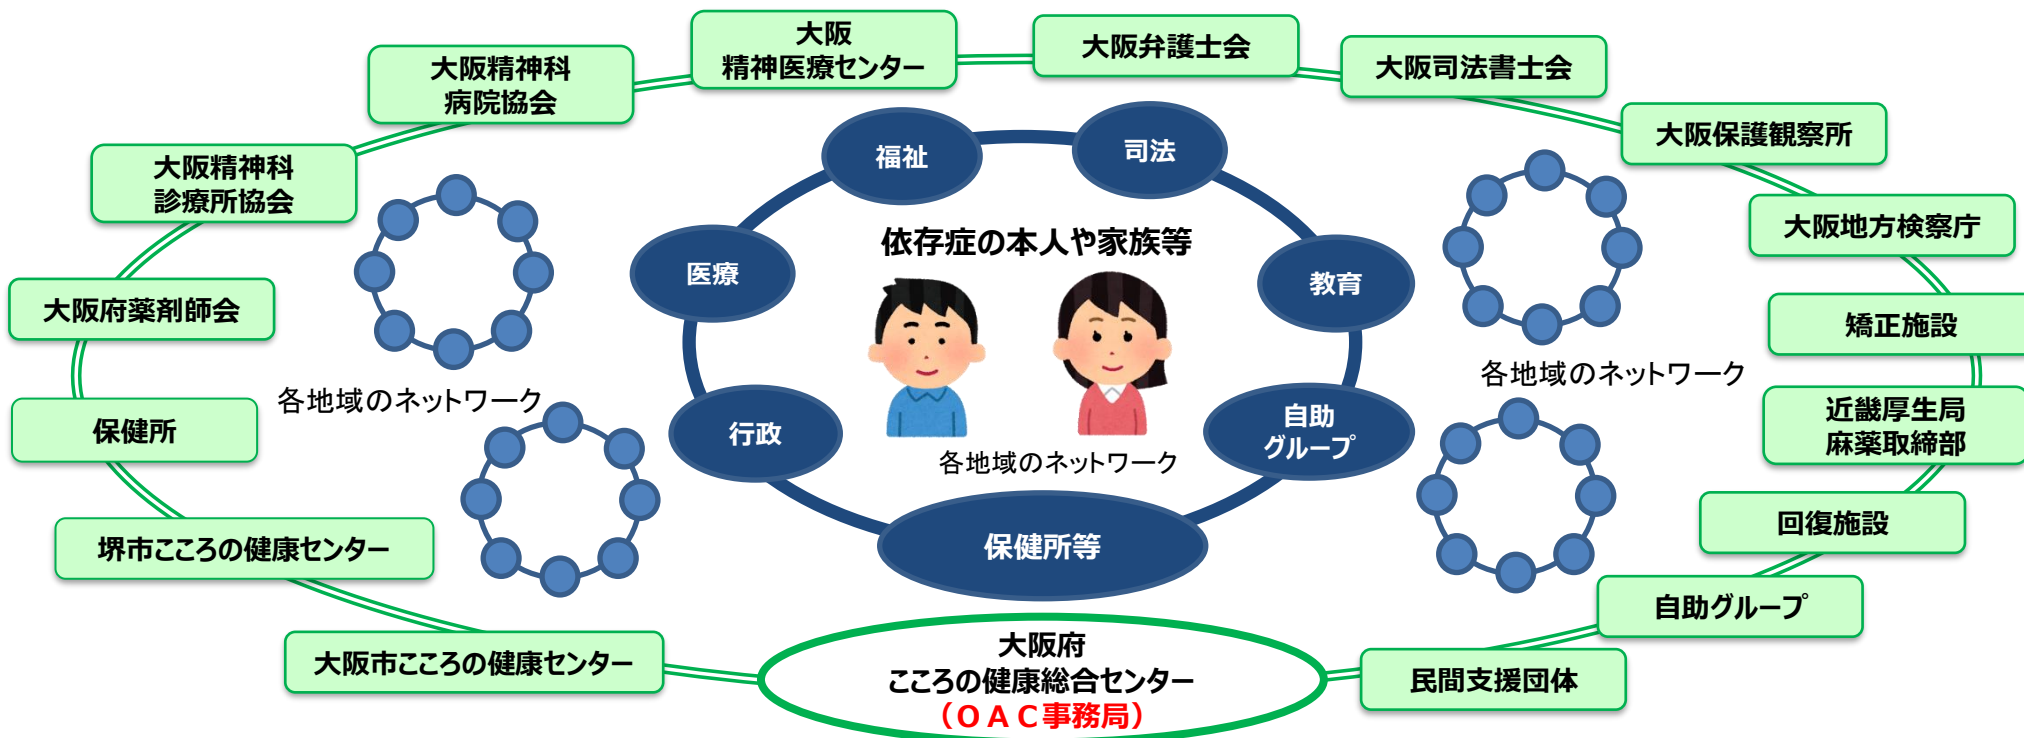 大阪
精神医療センター
大阪弁護士会
大阪司法書士会
大阪精神科
病院協会
大阪保護観察所
大阪精神科
診療所協会
大阪地方検察庁
大阪府薬剤師会
矯正施設
保健所
近畿厚生局
麻薬取締部
堺市こころの健康センター
回復施設
大阪市こころの健康センター
自助グループ
民間支援団体
大阪府
こころの健康総合センター
（ＯＡＣ事務局）
福祉
司法
医療
教育
行政
自助
グループ
保健所等
依存症の本人や家族等
各地域のネットワーク
各地域のネットワーク
各地域のネットワーク